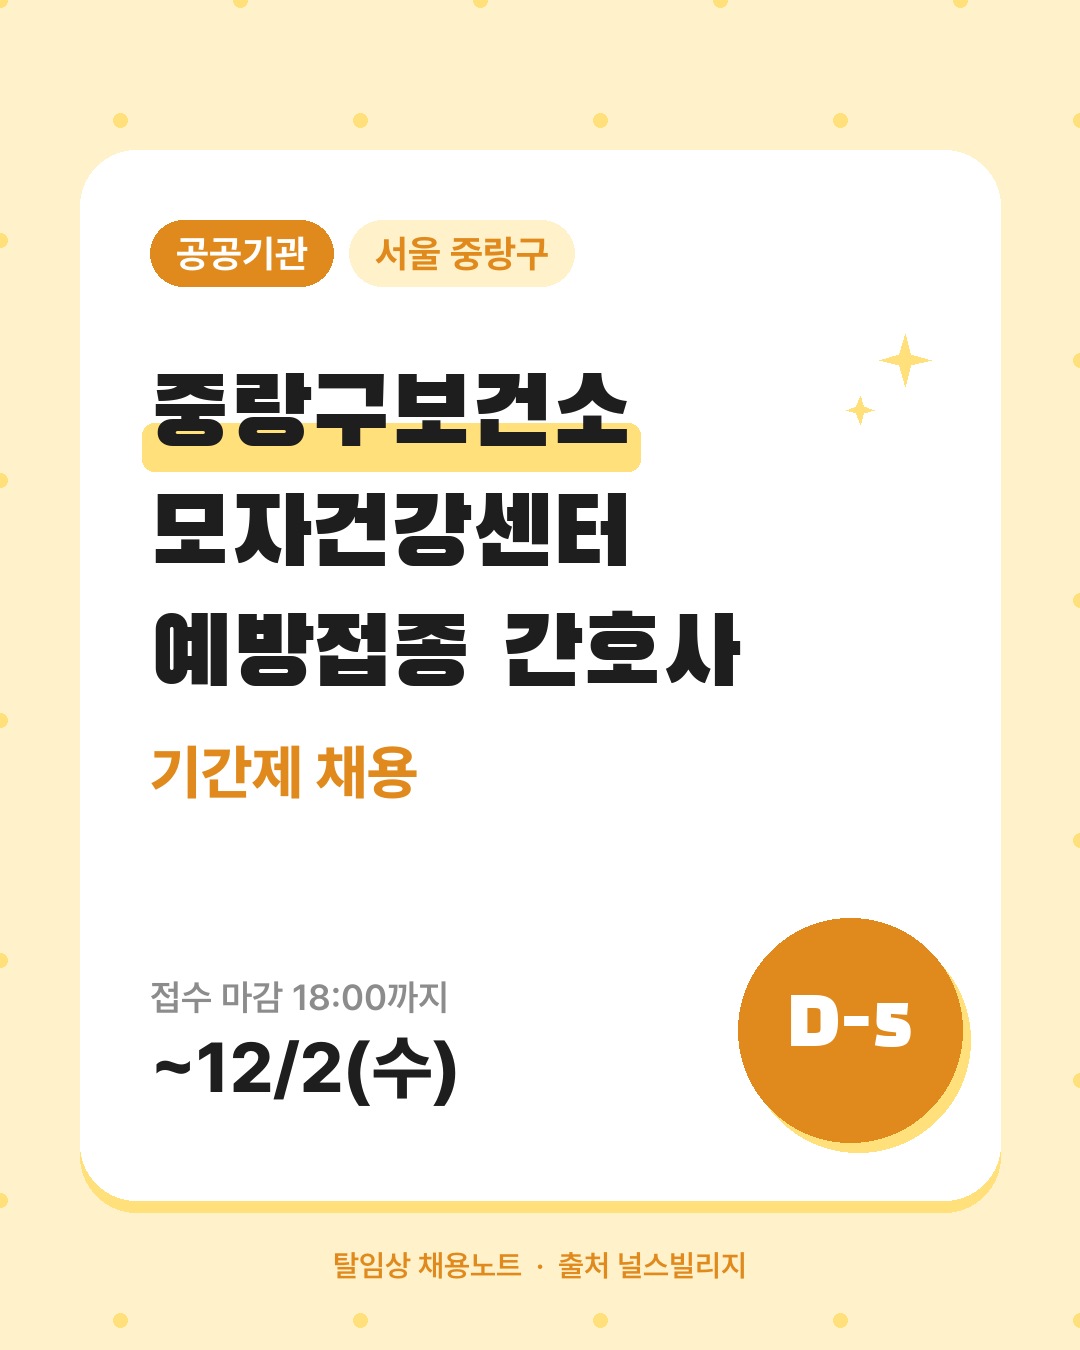 공공기관 서울 중랑구
중랑구보건소
모자건강센터
예방접종 간호사
기간제 채용
접수 마감 18:00까지
~12/2(수)
D-5
탈임상 채용노트 · 출처 널스빌리지